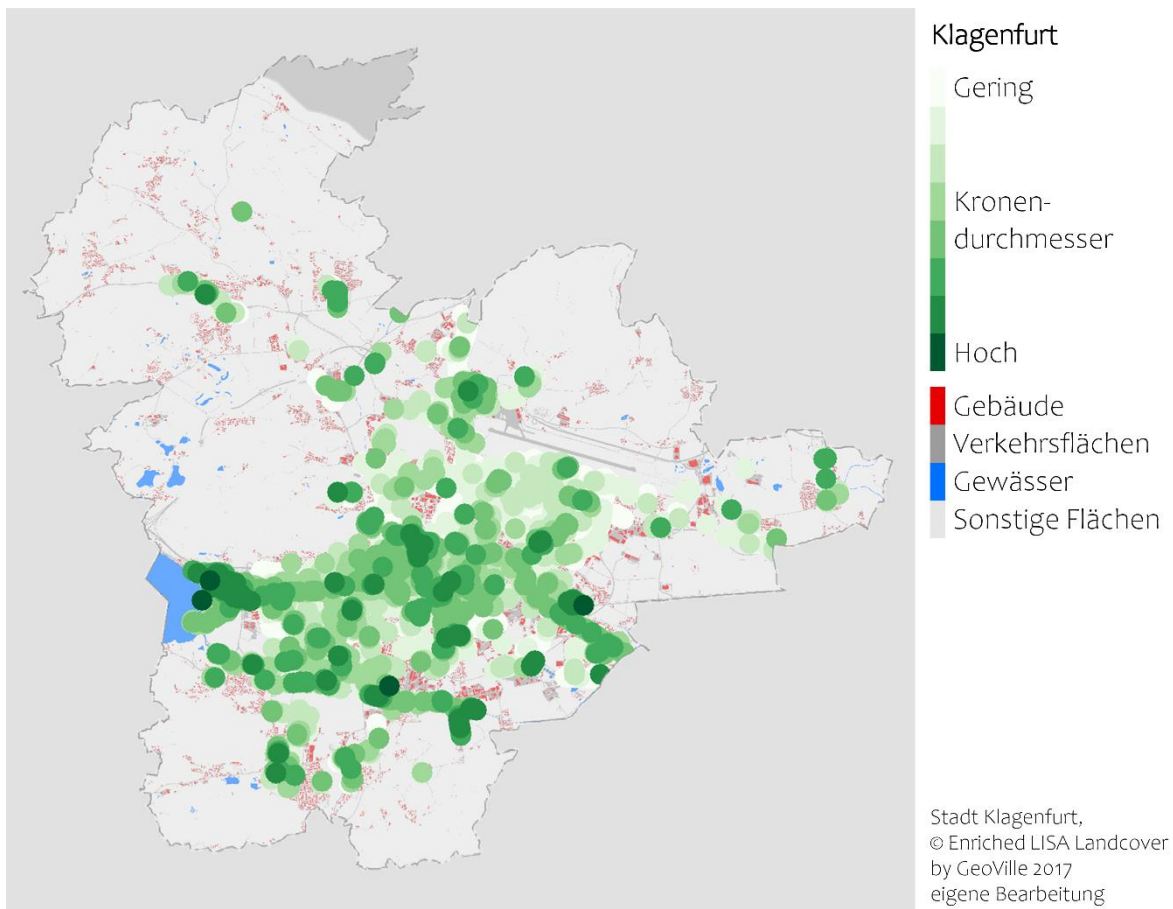 Klagenfurt
Gering
Kronen-
durchmesser
Hoch
Gebäude
Verkehrsflächen
Gewässer
Sonstige Flächen
Stadt Klagenfurt,
© Enriched LISA Landcover
by GeoVille 2017
eigene Bearbeitung